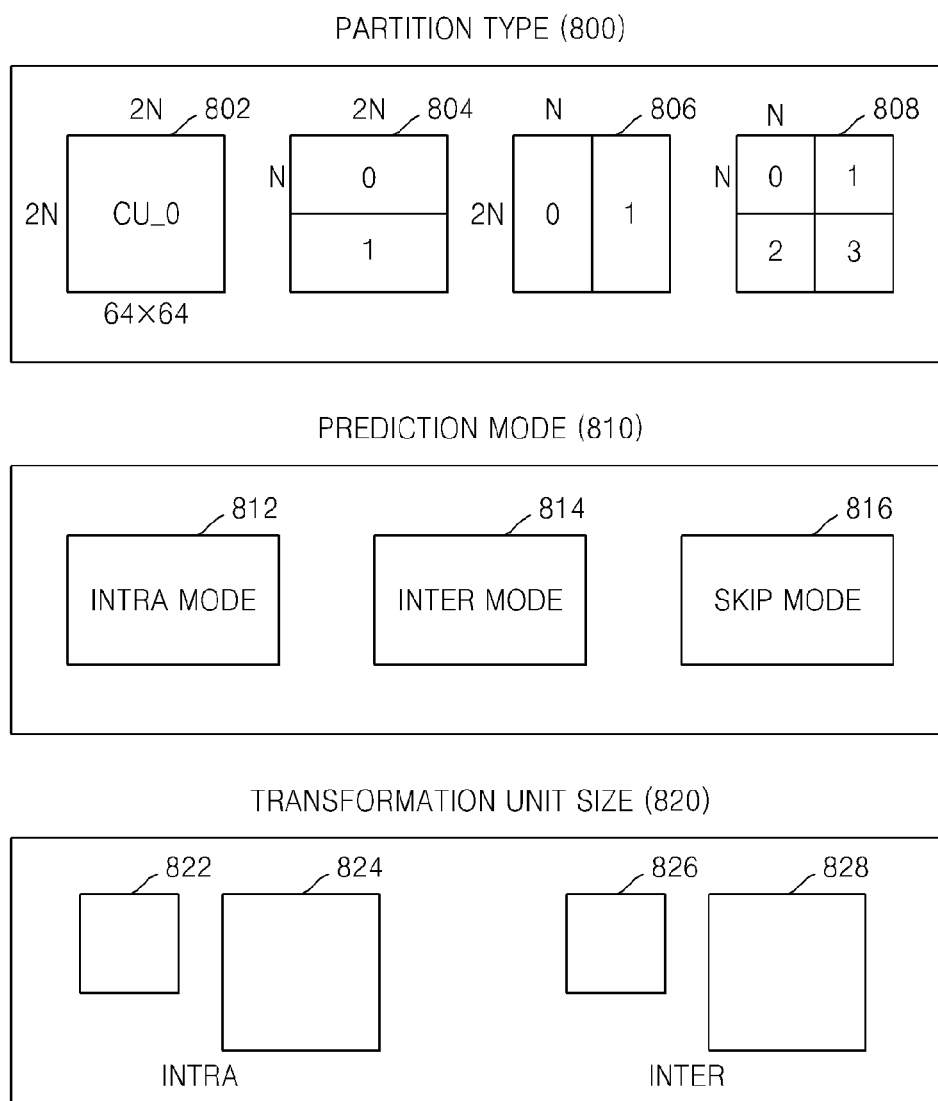 PARTITION TYPE (800)
2N 802 2N 804 N 806 N 808
2N CU_0 N 0 2N 0 1 N 0 1
1 2 3
64×64
PREDICTION MODE (810)
812 814 816
INTRA MODE INTER MODE SKIP MODE
TRANSFORMATION UNIT SIZE (820)
822 824 826 828
INTRA INTER